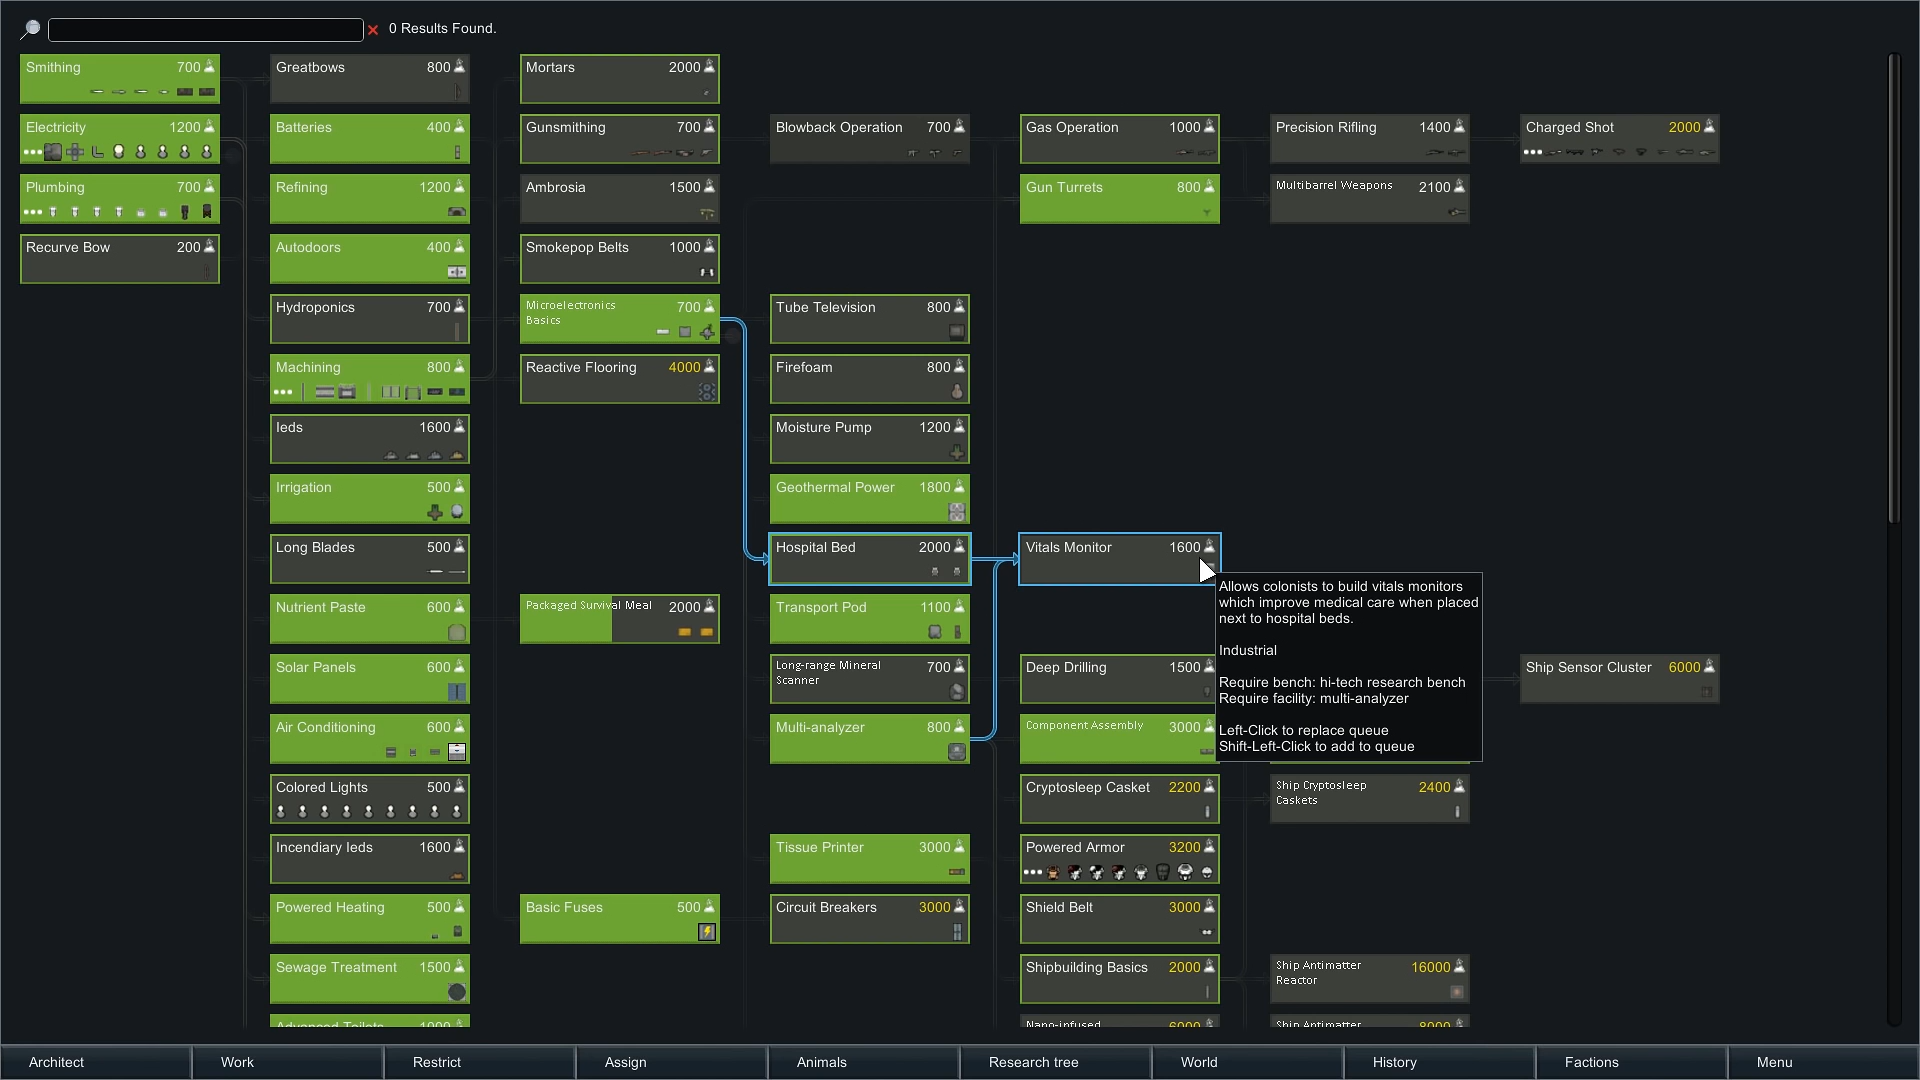 0 Results Found.
Smithing 700
Greatbows 800
Mortars 2000
Electricity 1200
Batteries 400
Gunsmithing 700
Blowback Operation 700
Gas Operation 1000
Precision Rifling 1400
Charged Shot 2000
Plumbing 700
Refining 1200
Ambrosia 1500
Gun Turrets 800
Multibarrel Weapons 2100
Recurve Bow 200
Autodoors 400
Smokepop Belts 1000
Hydroponics 700
Microelectronics
Basics 700
Tube Television 800
Machining 800
Reactive Flooring 4000
Firefoam 800
Ieds 1600
Moisture Pump 1200
Irrigation 500
Geothermal Power 1800
Long Blades 500
Hospital Bed 2000
Vitals Monitor 1600
Allows colonists to build vitals monitors
which improve medical care when placed
next to hospital beds.
Industrial
Require bench: hi-tech research bench
Require facility: multi-analyzer
Left-Click to replace queue
Shift-Left-Click to add to queue
Nutrient Paste 600
Packaged Survival Meal 2000
Transport Pod 1100
Solar Panels 600
Long-range Mineral
Scanner 700
Deep Drilling 1500
Ship Sensor Cluster 6000
Air Conditioning 600
Multi-analyzer 800
Component Assembly 3000
Colored Lights 500
Cryptosleep Casket 2200
Ship Cryptosleep
Caskets 2400
Incendiary Ieds 1600
Tissue Printer 3000
Powered Armor 3200
Powered Heating 500
Basic Fuses 500
Circuit Breakers 3000
Shield Belt 3000
Sewage Treatment 1500
Shipbuilding Basics 2000
Ship Antimatter
Reactor 16000
Advanced Toilets 1000
Nano-infused 6000
Ship Antimatter 8000
Architect
Work
Restrict
Assign
Animals
Research tree
World
History
Factions
Menu